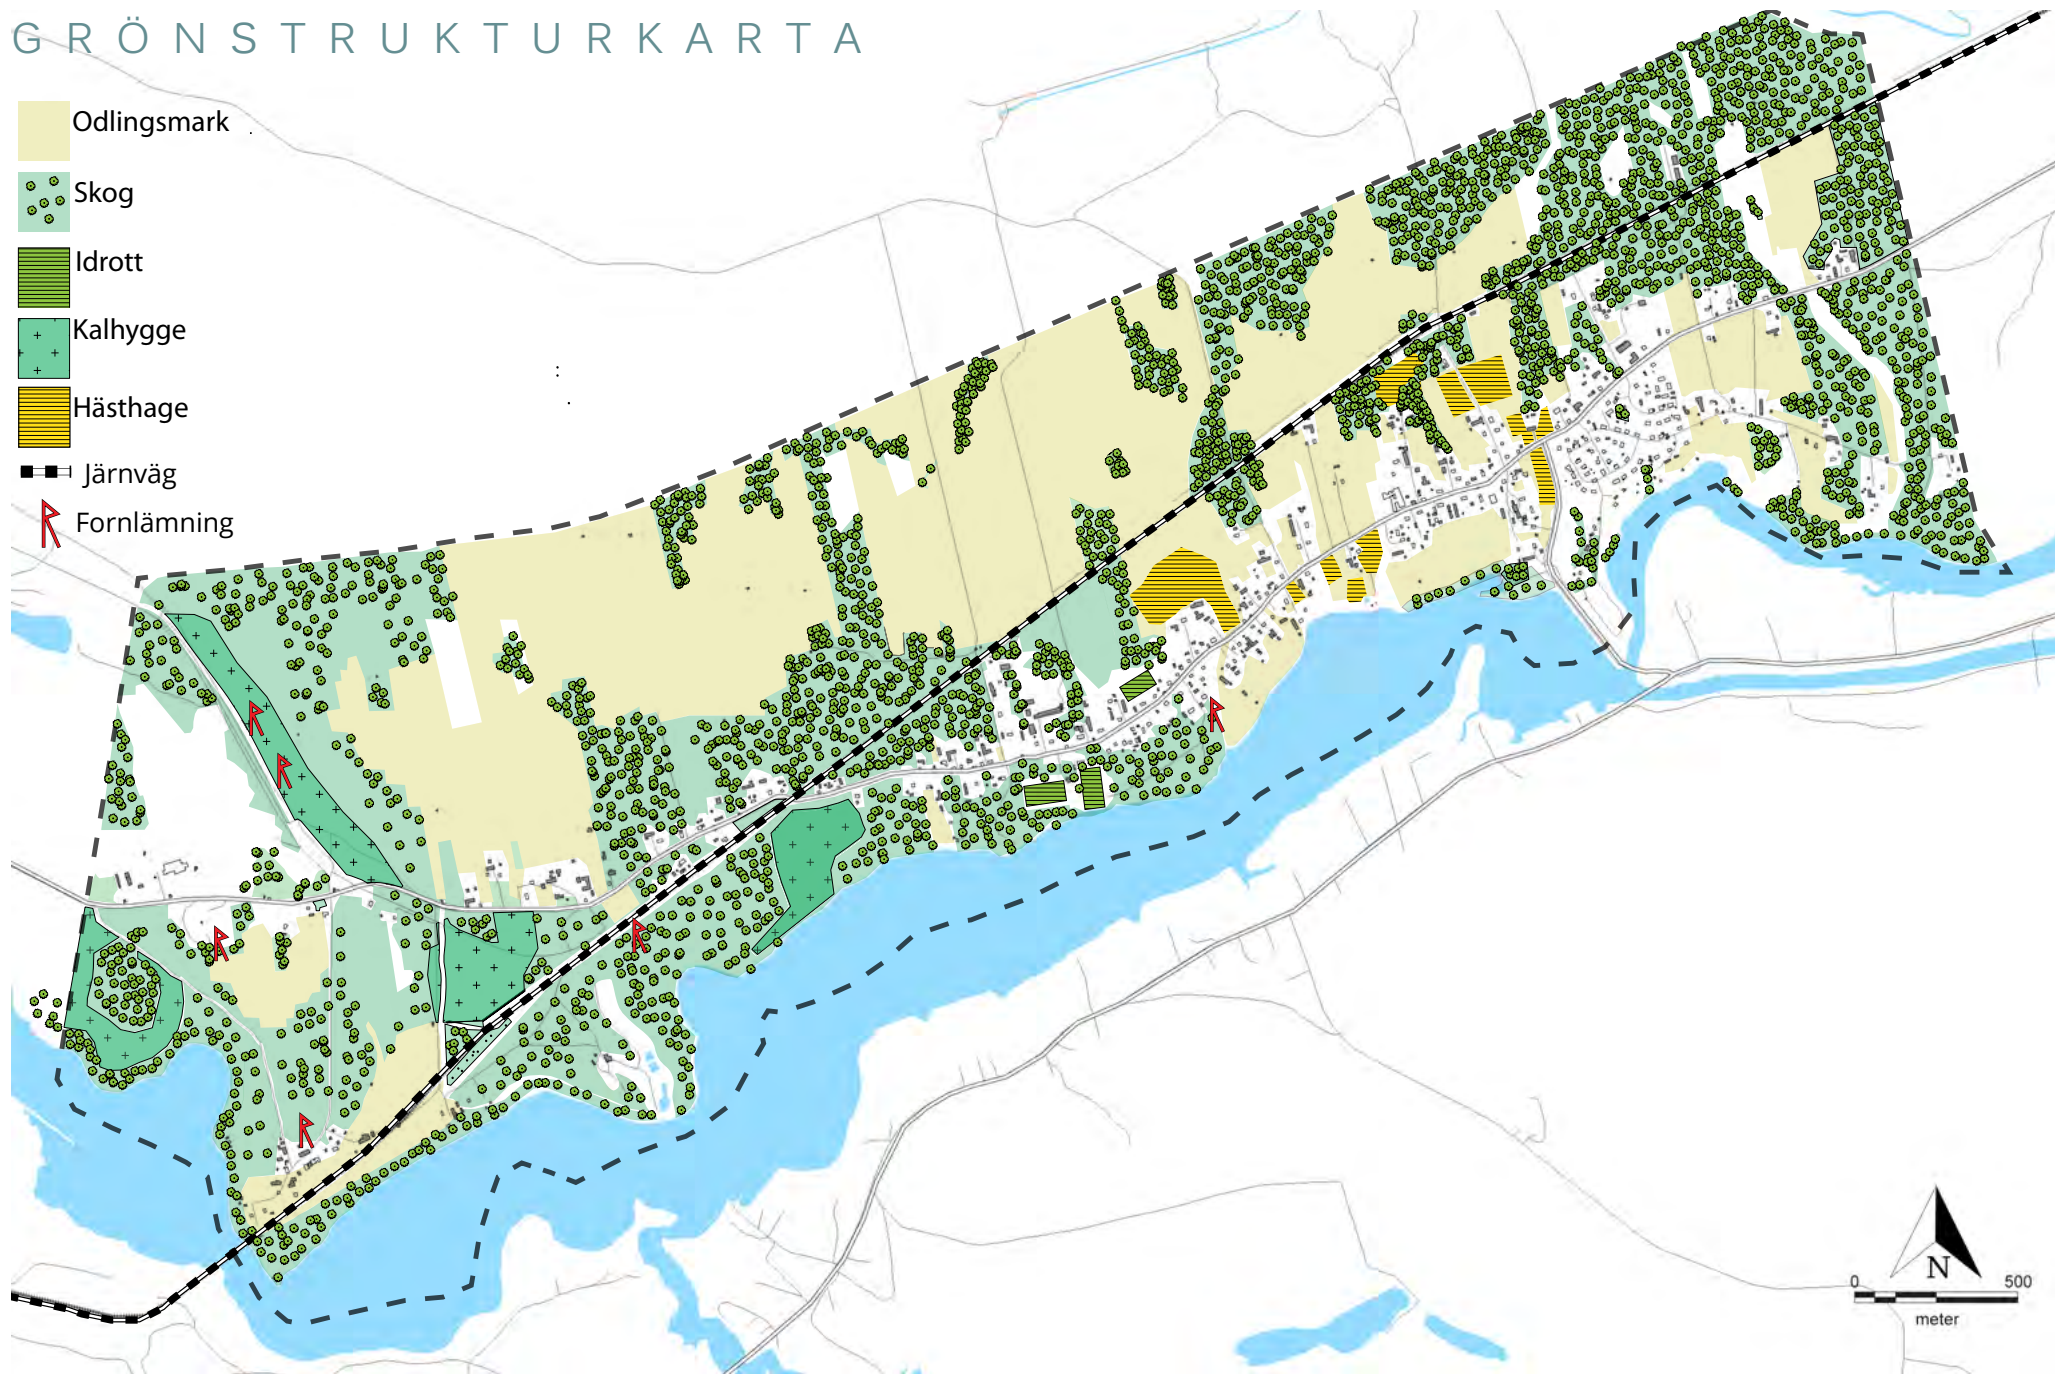 GRÖNSTRUKTURKARTA
Odlingsmark
Skog
Idrott
Kalhygge
Hästhage
Järnväg
Fornlämning
N
0 500
meter